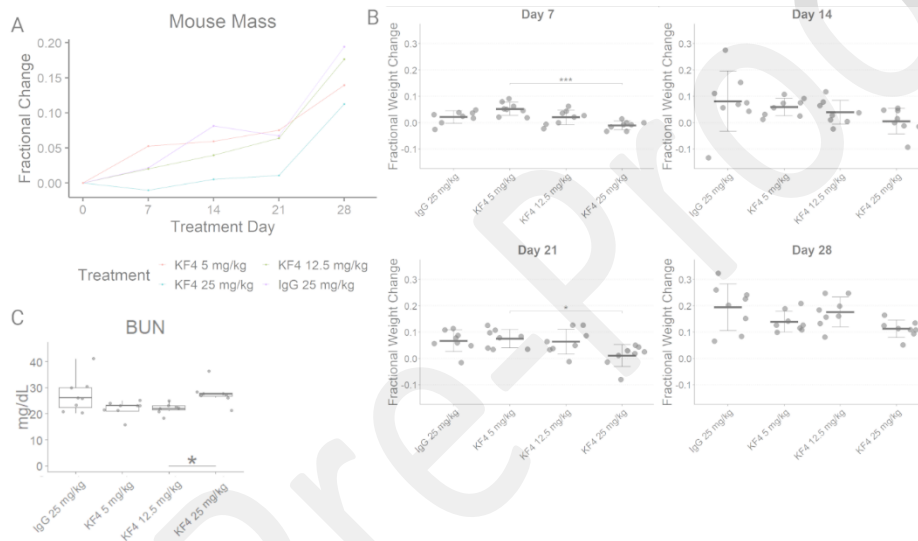 A
Mouse Mass
Fractional Change
0.20
0.15
0.10
0.05
0.00
0 7 14 21 28
Treatment Day
Treatment
KF4 5 mg/kg KF4 12.5 mg/kg
KF4 25 mg/kg IgG 25 mg/kg
B
Day 7
Fractional Weight Change
0.3
0.2
0.1
0.0
-0.1
***
IgG 25 mg/kg KF4 5 mg/kg KF4 12.5 mg/kg KF4 25 mg/kg
Day 14
Fractional Weight Change
0.3
0.2
0.1
0.0
-0.1
IgG 25 mg/kg KF4 5 mg/kg KF4 12.5 mg/kg KF4 25 mg/kg
Day 21
Fractional Weight Change
0.3
0.2
0.1
0.0
-0.1
*
IgG 25 mg/kg KF4 5 mg/kg KF4 12.5 mg/kg KF4 25 mg/kg
Day 28
Fractional Weight Change
0.3
0.2
0.1
0.0
-0.1
IgG 25 mg/kg KF4 5 mg/kg KF4 12.5 mg/kg KF4 25 mg/kg
C
BUN
mg/dL
40
30
20
10
0
*
IgG 25 mg/kg KF4 5 mg/kg KF4 12.5 mg/kg KF4 25 mg/kg
Pre-Proo